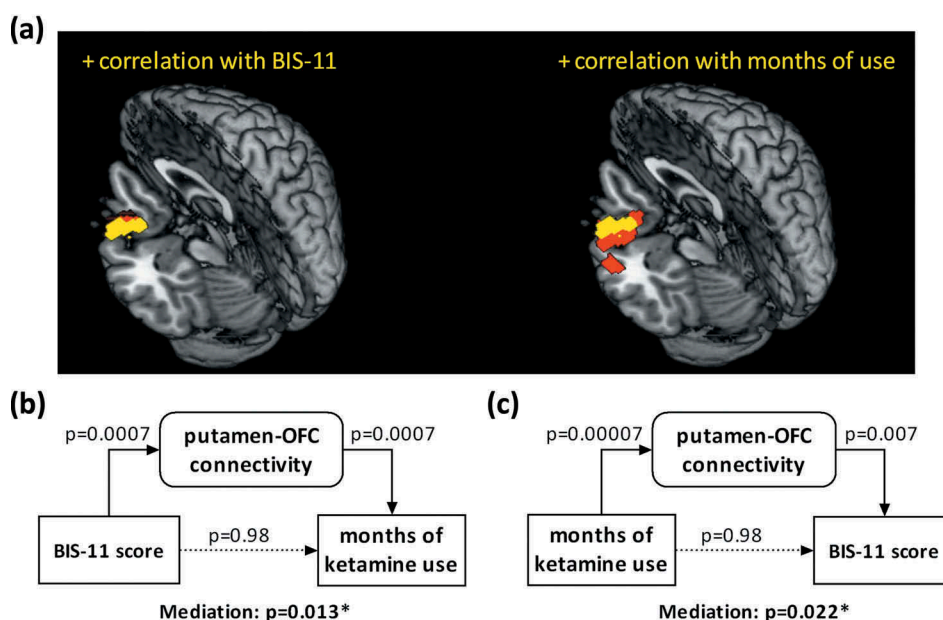 (a)
+ correlation with BIS-11
+ correlation with months of use
(b)
p=0.0007
putamen-OFC
connectivity
p=0.0007
BIS-11 score
p=0.98
months of
ketamine use
Mediation: p=0.013*
(c)
p=0.00007
putamen-OFC
connectivity
p=0.007
months of
ketamine use
p=0.98
BIS-11 score
Mediation: p=0.022*